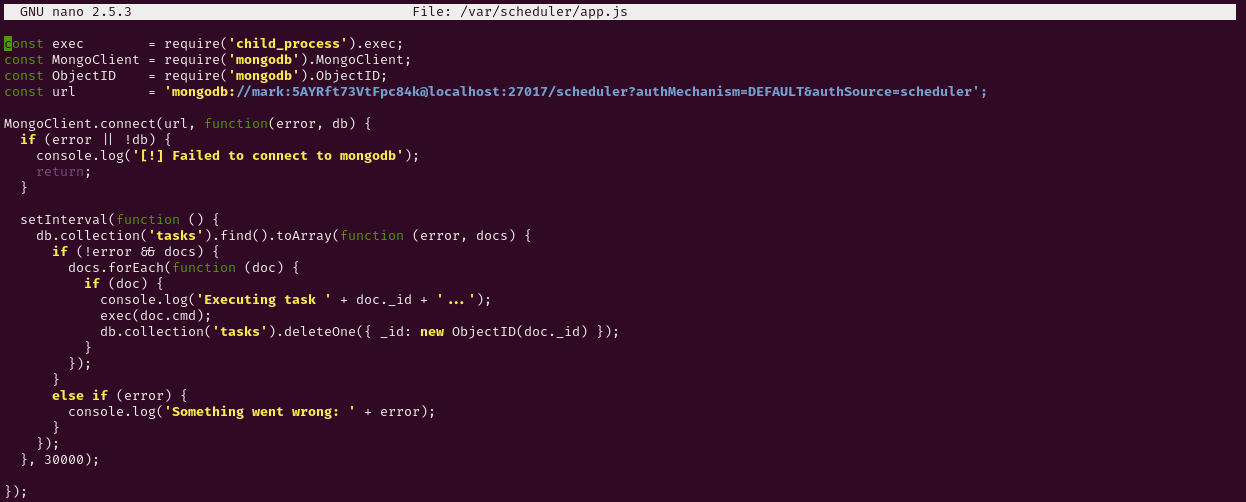 GNU nano 2.5.3 File: /var/scheduler/app.js
const exec        = require('child_process').exec;
const MongoClient = require('mongodb').MongoClient;
const ObjectID    = require('mongodb').ObjectID;
const url         = 'mongodb://mark:5AYRft73VtFpc84k@localhost:27017/scheduler?authMechanism=DEFAULT&authSource=scheduler';
MongoClient.connect(url, function(error, db) {
  if (error || !db) {
    console.log('[!] Failed to connect to mongodb');
    return;
  }
  setInterval(function () {
    db.collection('tasks').find().toArray(function (error, docs) {
      if (!error && docs) {
        docs.forEach(function (doc) {
          if (doc) {
            console.log('Executing task ' + doc._id + '...');
            exec(doc.cmd);
            db.collection('tasks').deleteOne({ _id: new ObjectID(doc._id) });
          }
        });
      }
      else if (error) {
        console.log('Something went wrong: ' + error);
      }
    });
  }, 30000);
});